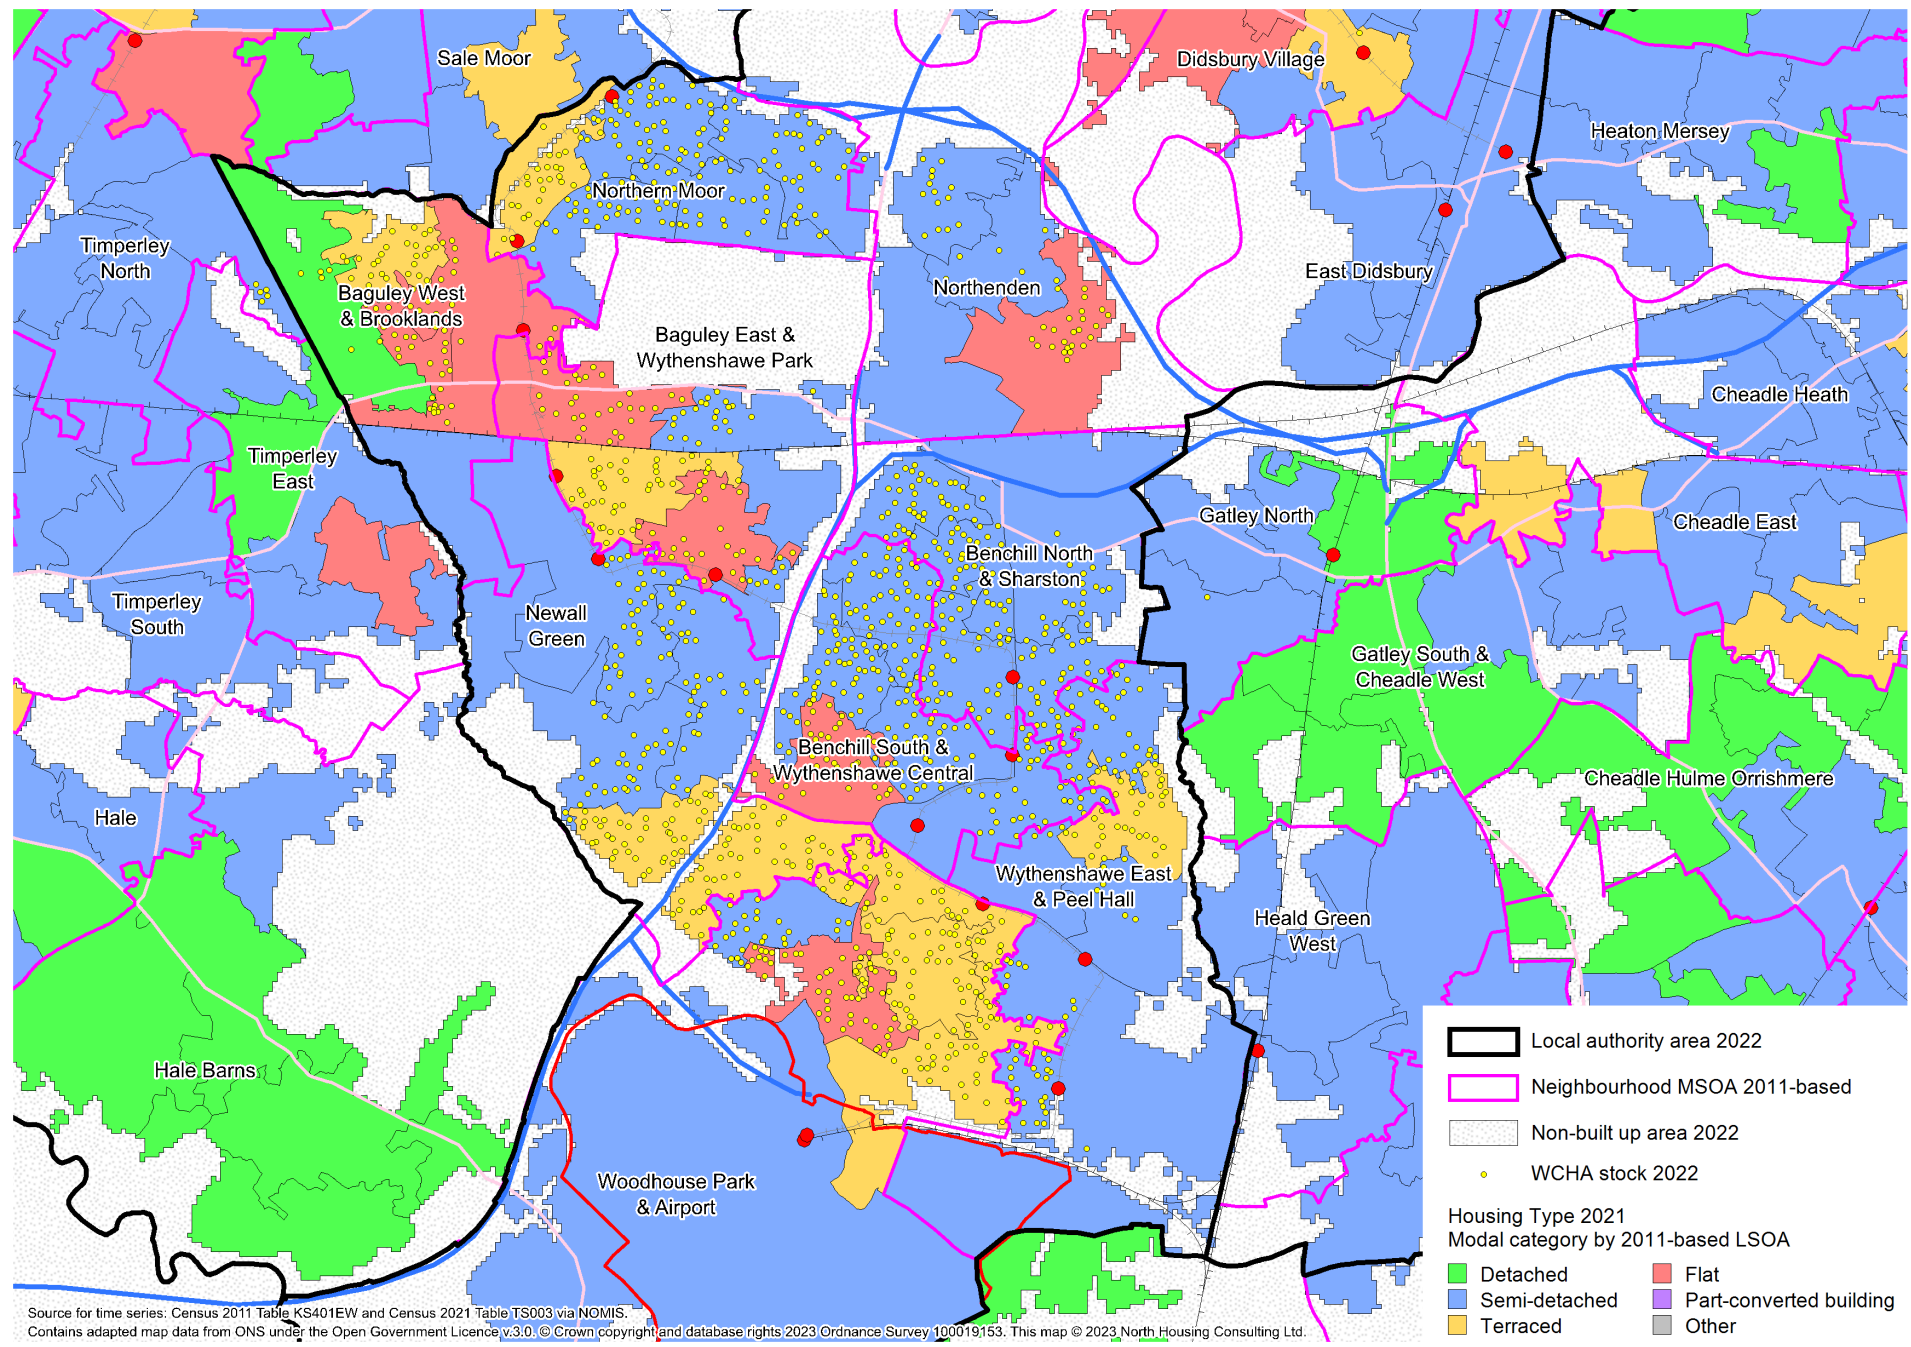 Sale Moor
Didsbury Village
Heaton Mersey
Northern Moor
Timperley
North
East Didsbury
Northenden
Baguley West
& Brooklands
Baguley East &
Wythenshawe Park
Cheadle Heath
Timperley
East
Gatley North
Cheadle East
Benchill North
& Sharston
Timperley
South
Newall
Green
Gatley South &
Cheadle West
Benchill South &
Wythenshawe Central
Cheadle Hulme Orrishmere
Hale
Wythenshawe East
& Peel Hall
Heald Green
West
Hale Barns
Woodhouse Park
& Airport
Local authority area 2022
Neighbourhood MSOA 2011-based
Non-built up area 2022
WCHA stock 2022
Housing Type 2021
Modal category by 2011-based LSOA
Detached
Flat
Semi-detached
Part-converted building
Terraced
Other
Source for time series: Census 2011 Table KS401EW and Census 2021 Table TS003 via NOMIS.
Contains adapted map data from ONS under the Open Government Licence v.3.0. © Crown copyright and database rights 2023 Ordnance Survey 100019153. This map © 2023 North Housing Consulting Ltd.